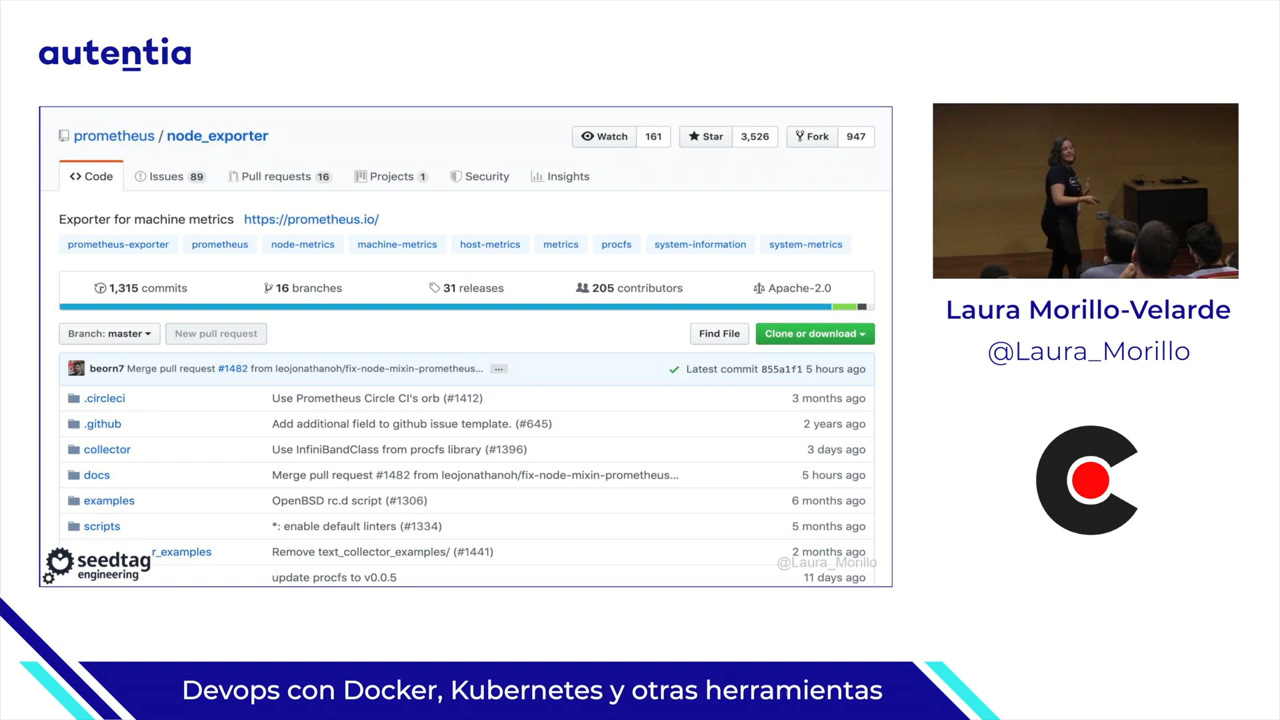 autentia
prometheus / node_exporter
Watch 161 Star 3,526 Fork 947
Code Issues 89 Pull requests 16 Projects 1 Security Insights
Exporter for machine metrics https://prometheus.io/
prometheus-exporter prometheus node-metrics machine-metrics host-metrics metrics procfs system-information system-metrics
1,315 commits 16 branches 31 releases 205 contributors Apache-2.0
Branch: master New pull request Find File Clone or download
beorn7 Merge pull request #1482 from leojonathanoh/fix-node-mixin-prometheus... ... Latest commit 855a1f1 5 hours ago
.circleci Use Prometheus Circle CI's orb (#1412) 3 months ago
.github Add additional field to github issue template. (#645) 2 years ago
collector Use InfiniBandClass from procfs library (#1396) 3 days ago
docs Merge pull request #1482 from leojonathanoh/fix-node-mixin-prometheus... 5 hours ago
examples OpenBSD rc.d script (#1306) 6 months ago
scripts *: enable default linters (#1334) 5 months ago
r_examples Remove text_collector_examples/ (#1441) 2 months ago
update procfs to v0.0.5 11 days ago
seedtag
engineering
@Laura_Morillo
Laura Morillo-Velarde
@Laura_Morillo
Devops con Docker, Kubernetes y otras herramientas